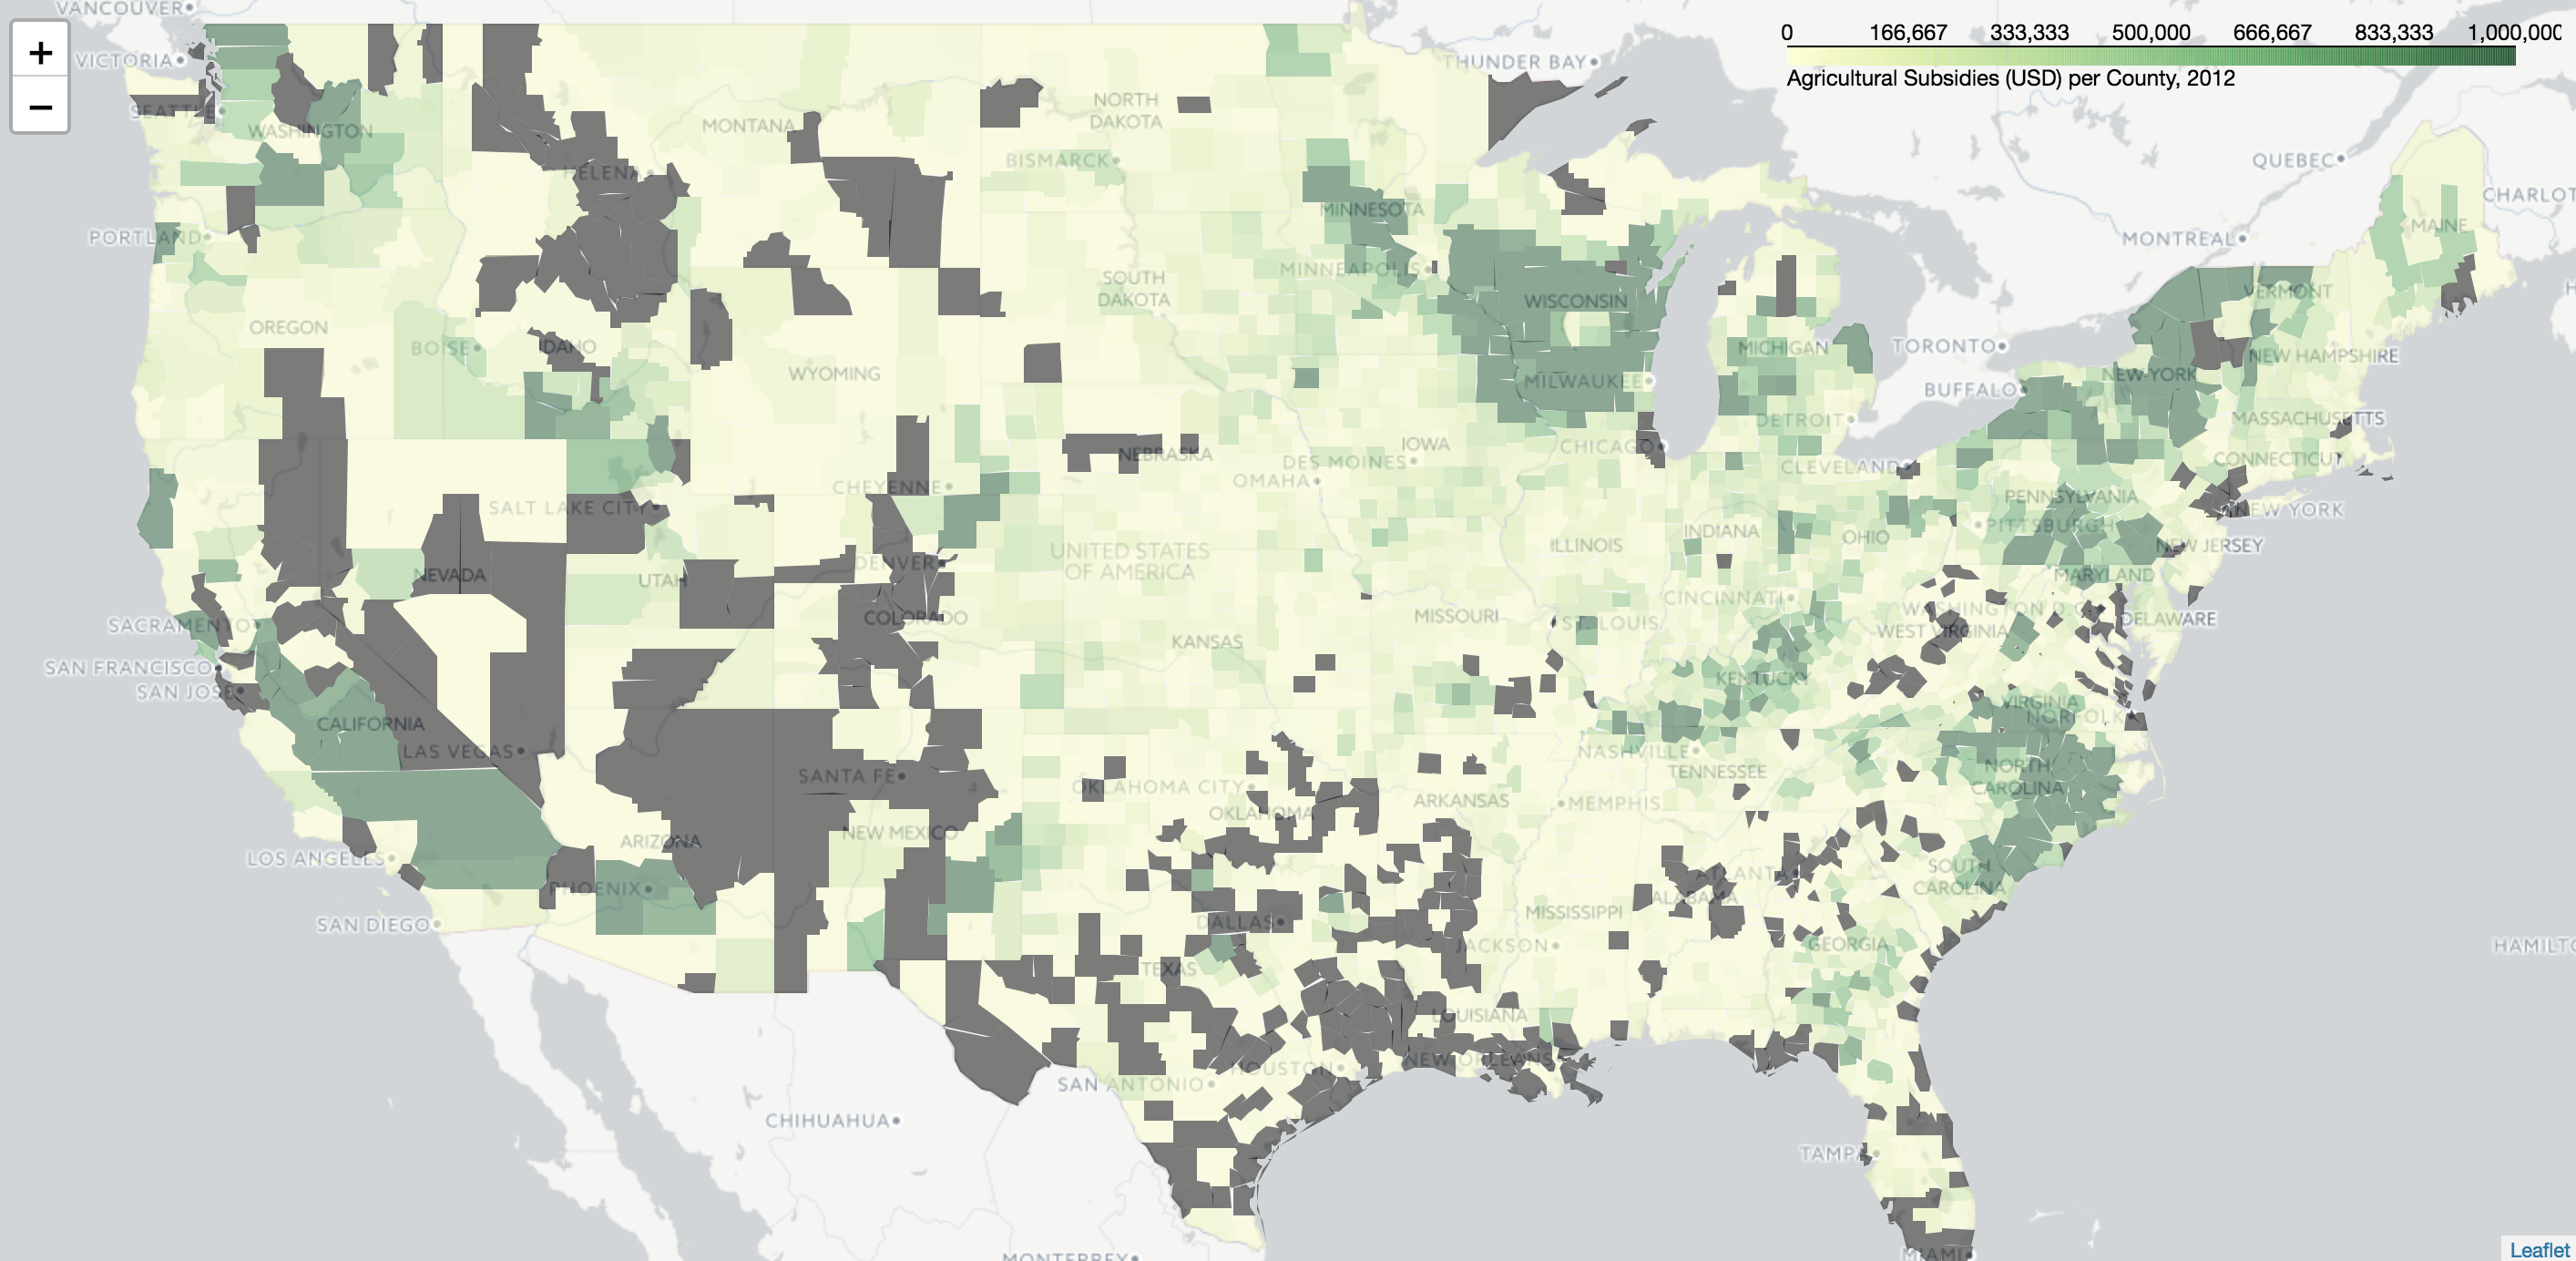 VANCOUVER
+
−
VICTORIA
SEATTLE
WASHINGTON
PORTLAND
OREGON
BOISE
IDAHO
HELENA
MONTANA
NORTH
DAKOTA
BISMARCK
SOUTH
DAKOTA
WYOMING
CHEYENNE
NEBRASKA
OMAHA
MINNESOTA
MINNEAPOLIS
THUNDER BAY
WISCONSIN
MILWAUKEE
CHICAGO
IOWA
DES MOINES
MICHIGAN
DETROIT
TORONTO
BUFFALO
CLEVELAND
0
166,667
333,333
500,000
666,667
833,333
1,000,000
Agricultural Subsidies (USD) per County, 2012
QUEBEC
MONTREAL
CHARLOT
MAINE
VERMONT
NEW HAMPSHIRE
NEW YORK
MASSACHUSETTS
CONNECTICUT
NEW YORK
PENNSYLVANIA
PITTSBURGH
NEW JERSEY
MARYLAND
WASHINGTON D.C.
DELAWARE
WEST VIRGINIA
OHIO
INDIANA
ILLINOIS
CINCINNATI
ST. LOUIS
MISSOURI
KENTUCKY
VIRGINIA
NORFOLK
NASHVILLE
TENNESSEE
MEMPHIS
NORTH
CAROLINA
SOUTH
CAROLINA
ATLANTA
ALABAMA
GEORGIA
MISSISSIPPI
JACKSON
ARKANSAS
LOUISIANA
NEW ORLEANS
UNITED STATES
OF AMERICA
KANSAS
OKLAHOMA CITY
OKLAHOMA
DALLAS
TEXAS
HOUSTON
SAN ANTONIO
SALT LAKE CITY
NEVADA
UTAH
DENVER
COLORADO
SACRAMENTO
SAN FRANCISCO
SAN JOSE
CALIFORNIA
LAS VEGAS
SANTA FE
NEW MEXICO
ARIZONA
PHOENIX
LOS ANGELES
SAN DIEGO
CHIHUAHUA
MONTERREY
TAMPA
MIAMI
HAMILTO
H
Leaflet